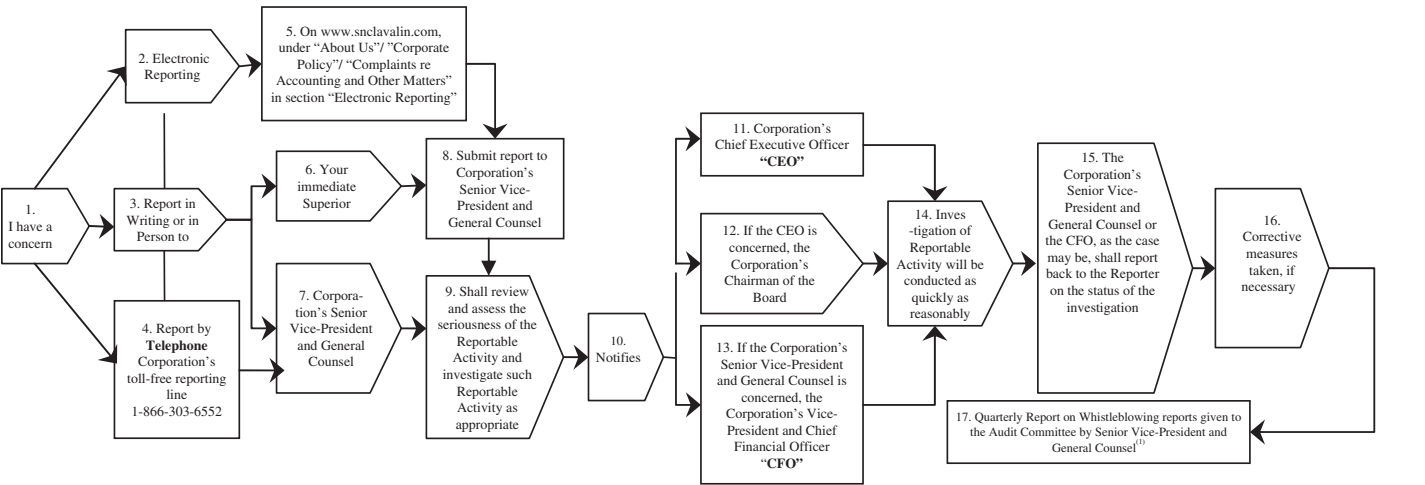 1.
I have a
concern
2. Electronic
Reporting
3. Report in
Writing or in
Person to
4. Report by
Telephone
Corporation’s
toll-free reporting
line
1-866-303-6552
5. On www.snclavalin.com,
under “About Us”/ ”Corporate
Policy”/ “Complaints re
Accounting and Other Matters”
in section “Electronic Reporting”
6. Your
immediate
Superior
7. Corpora-
tion’s Senior
Vice-President
and General
Counsel
8. Submit report to
Corporation’s
Senior Vice-
President and
General Counsel
9. Shall review
and assess the
seriousness of the
Reportable
Activity and
investigate such
Reportable
Activity as
appropriate
10.
Notifies
11. Corporation’s
Chief Executive Officer
“CEO”
12. If the CEO is
concerned, the
Corporation’s
Chairman of the
Board
13. If the Corporation’s
Senior Vice-President
and General Counsel is
concerned, the
Corporation’s Vice-
President and Chief
Financial Officer
“CFO”
14. Inves
-tigation of
Reportable
Activity will be
conducted as
quickly as
reasonably
15. The
Corporation’s
Senior Vice-
President and
General Counsel or
the CFO, as the case
may be, shall report
back to the Reporter
on the status of the
investigation
16.
Corrective
measures
taken, if
necessary
17. Quarterly Report on Whistleblowing reports given to
the Audit Committee by Senior Vice-President and
General Counsel(1)